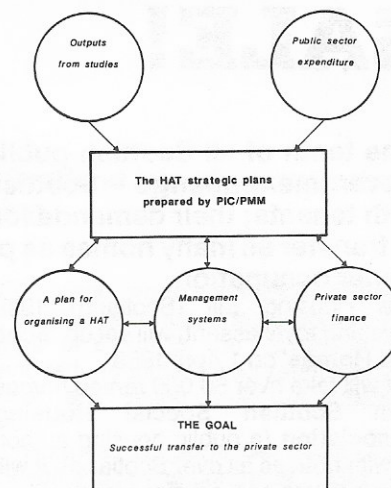 Outputs
from studies
Public sector
expenditure
The HAT strategic plans
prepared by PIC/PMM
A plan for
organising a HAT
Management
systems
Private sector
finance
THE GOAL
Successful transfer to the private sector